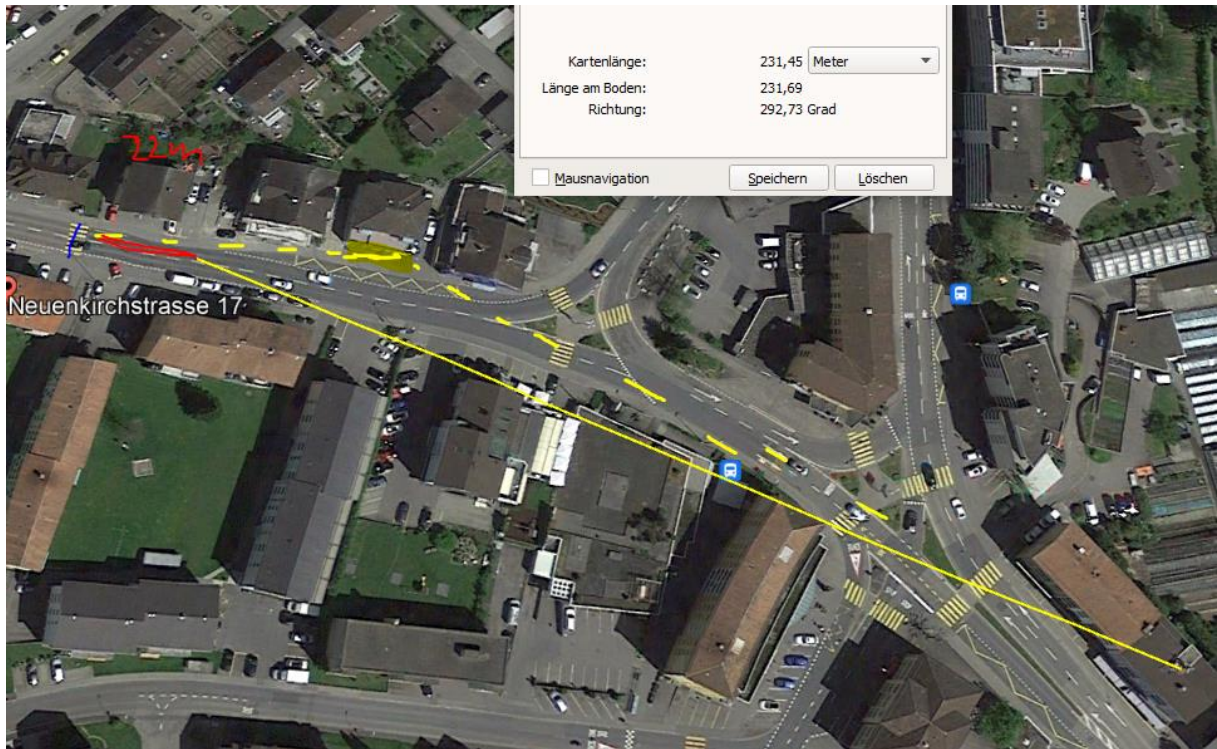 Kartenlänge: 231,45 Meter
Länge am Boden: 231,69
Richtung: 292,73 Grad
Mausnavigation Speichern Löschen
22m
Neuenkirchstrasse 17